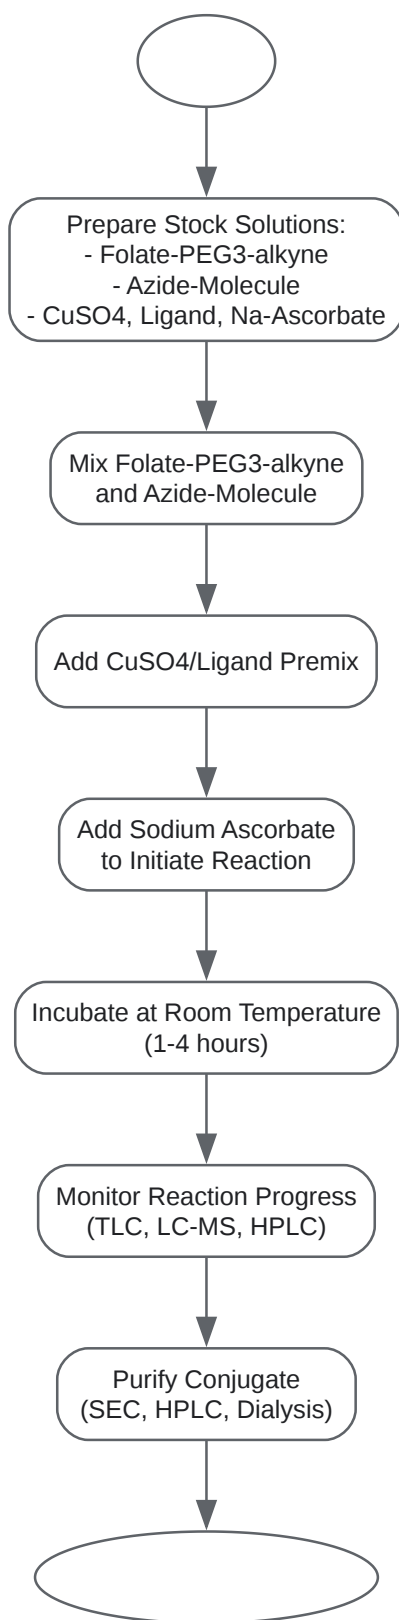 Prepare Stock Solutions:
- Folate-PEG3-alkyne
- Azide-Molecule
- CuSO4, Ligand, Na-Ascorbate
Mix Folate-PEG3-alkyne
and Azide-Molecule
Add CuSO4/Ligand Premix
Add Sodium Ascorbate
to Initiate Reaction
Incubate at Room Temperature
(1-4 hours)
Monitor Reaction Progress
(TLC, LC-MS, HPLC)
Purify Conjugate
(SEC, HPLC, Dialysis)